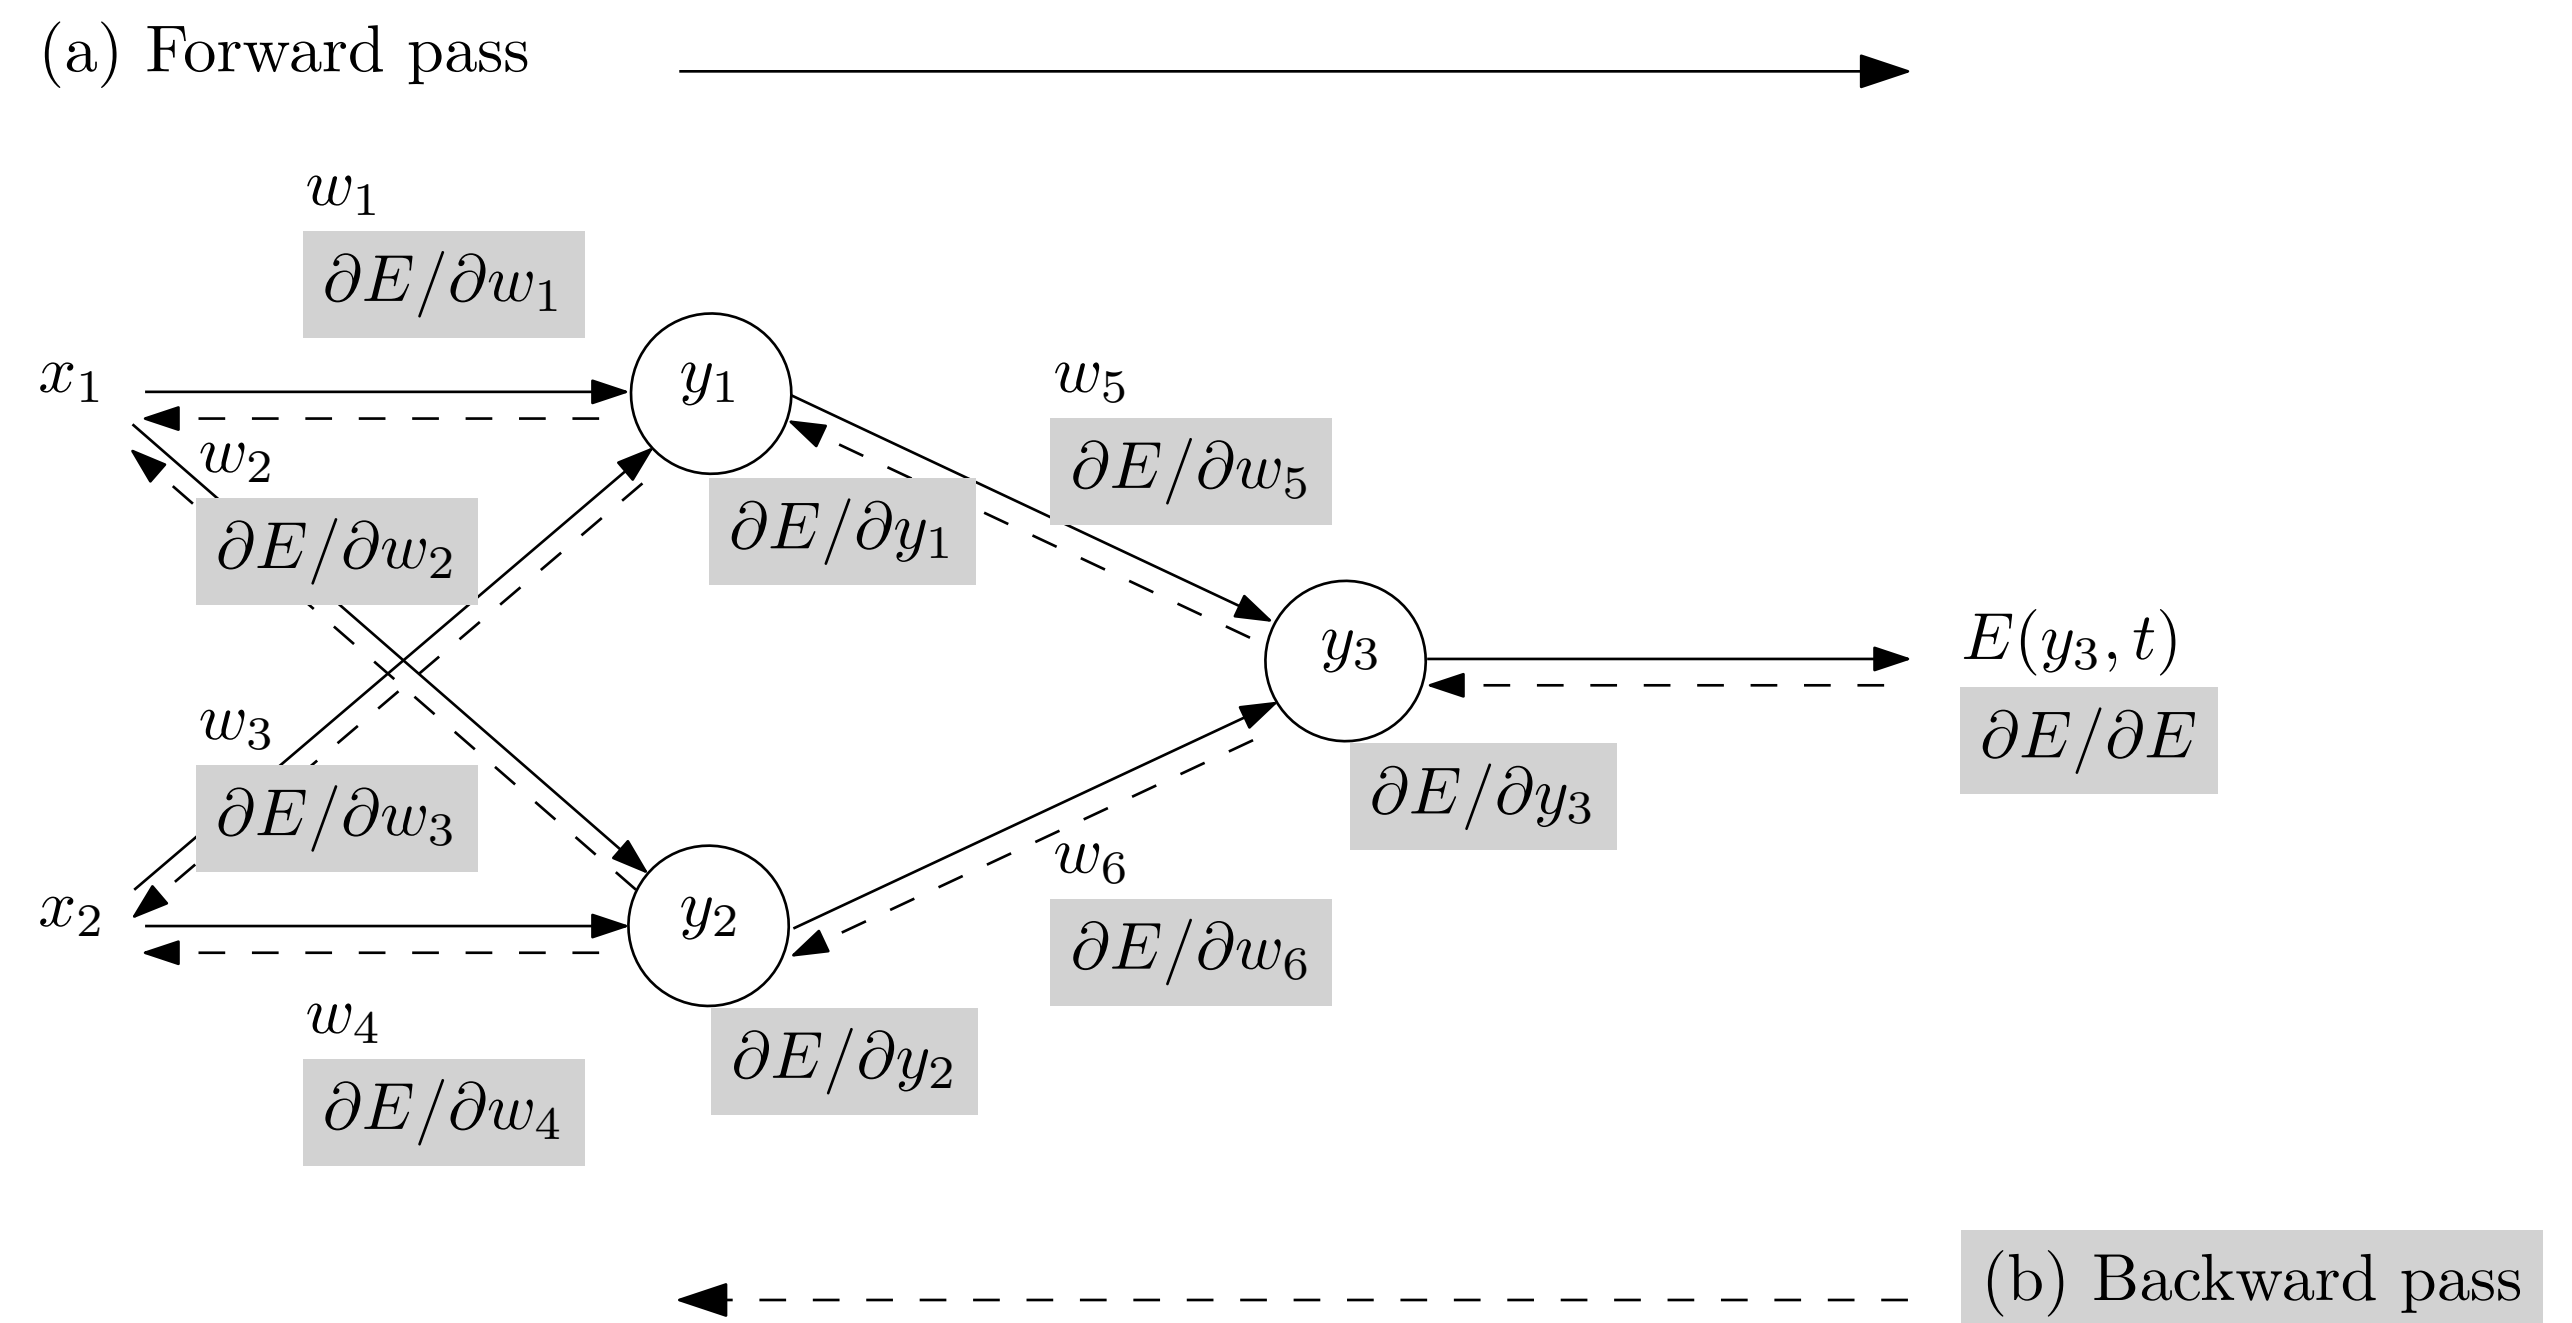 (a) Forward pass
w₁
∂E/∂w₁
x₁
y₁
w₅
∂E/∂w₅
w₂
∂E/∂w₂
∂E/∂y₁
y₃
E(y₃, t)
∂E/∂E
w₃
∂E/∂w₃
∂E/∂y₃
x₂
y₂
w₆
∂E/∂w₆
w₄
∂E/∂w₄
∂E/∂y₂
(b) Backward pass